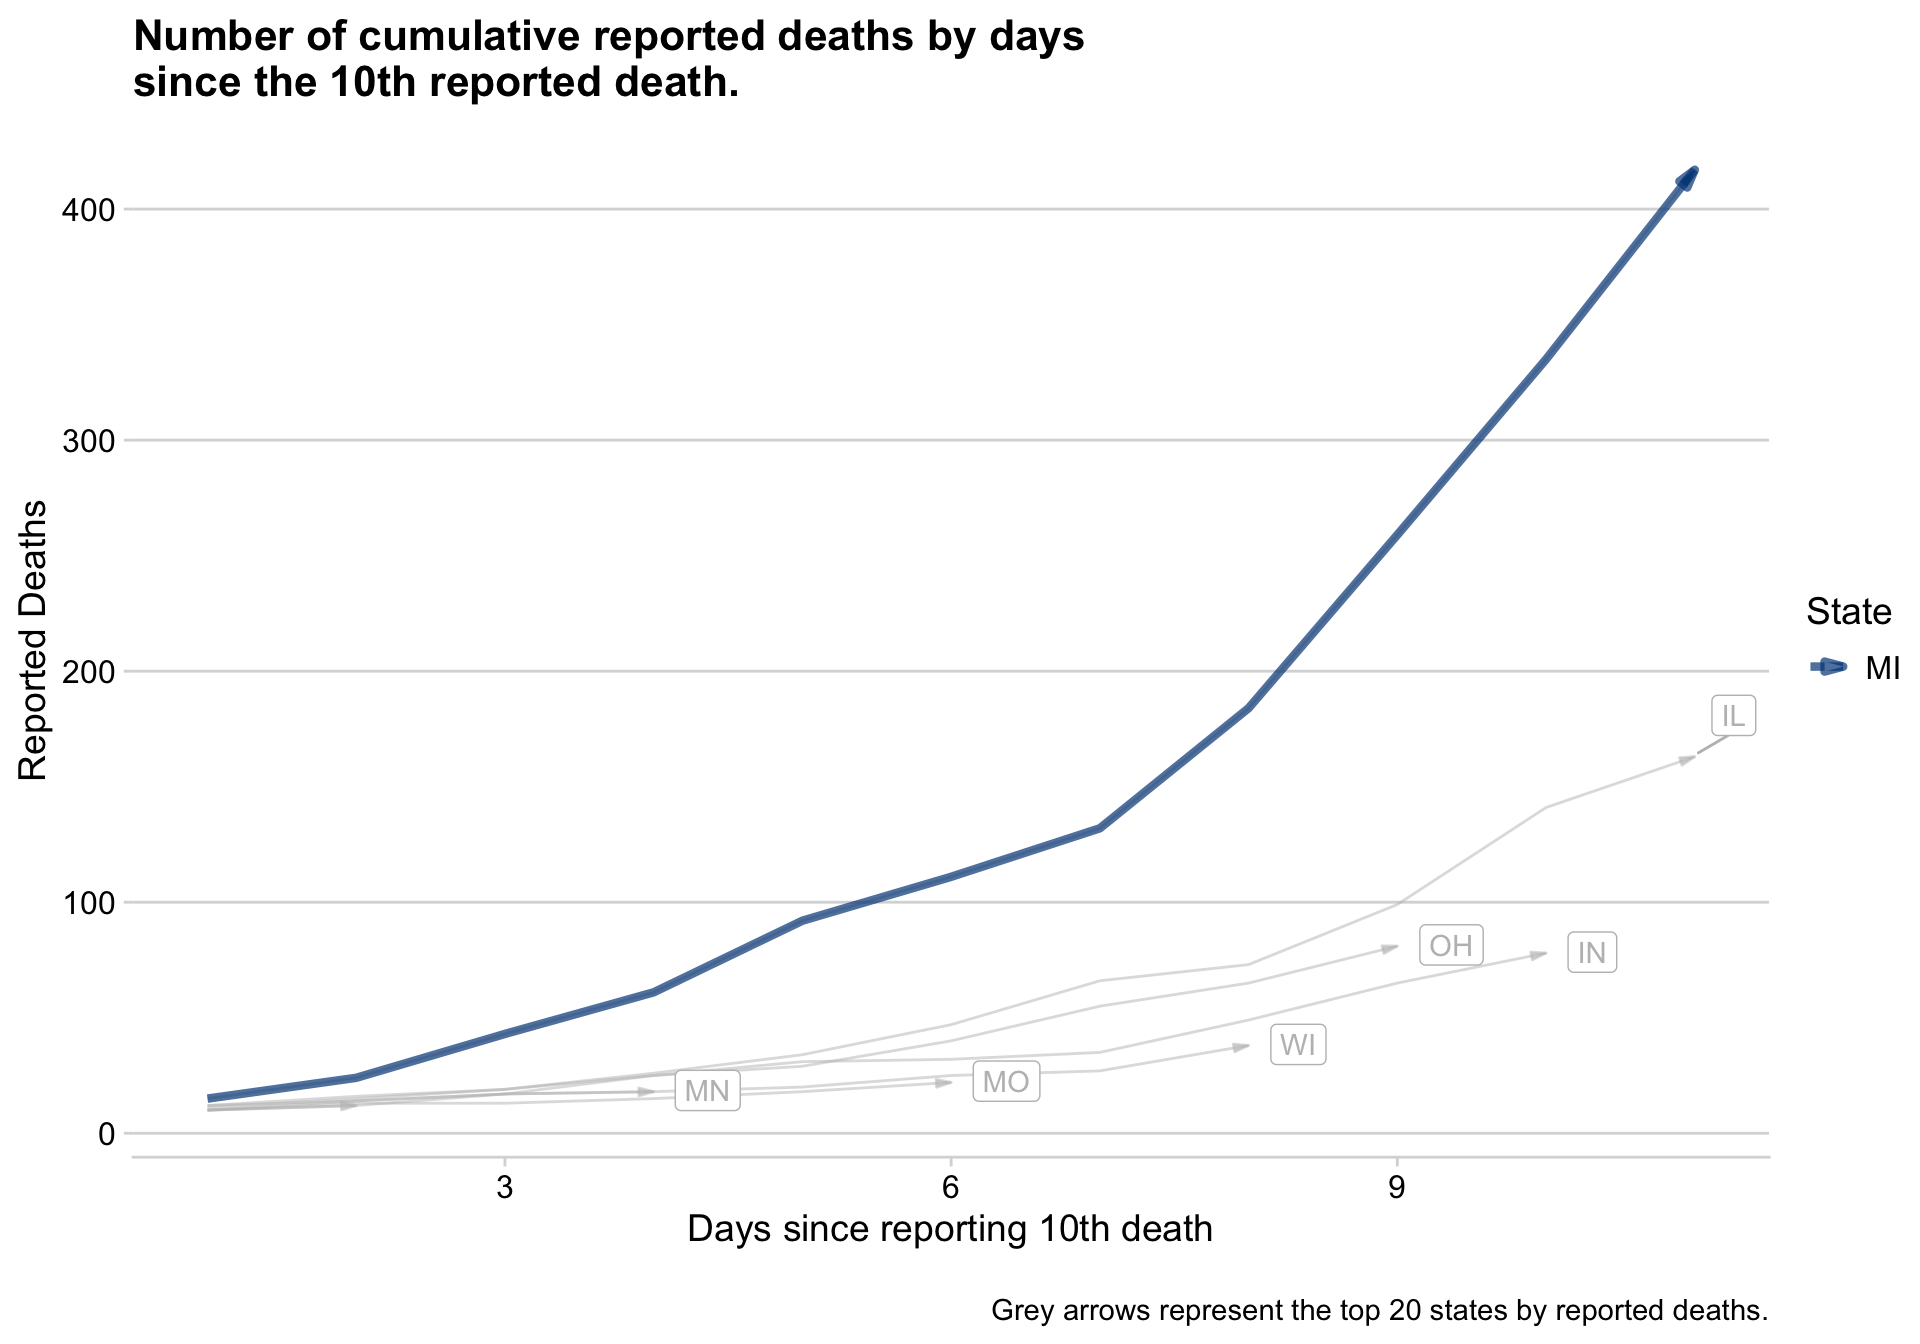 Number of cumulative reported deaths by days
since the 10th reported death.
400
300
200
100
0
Reported Deaths
IL
OH
IN
WI
MO
MN
State
MI
3
6
9
Days since reporting 10th death
Grey arrows represent the top 20 states by reported deaths.